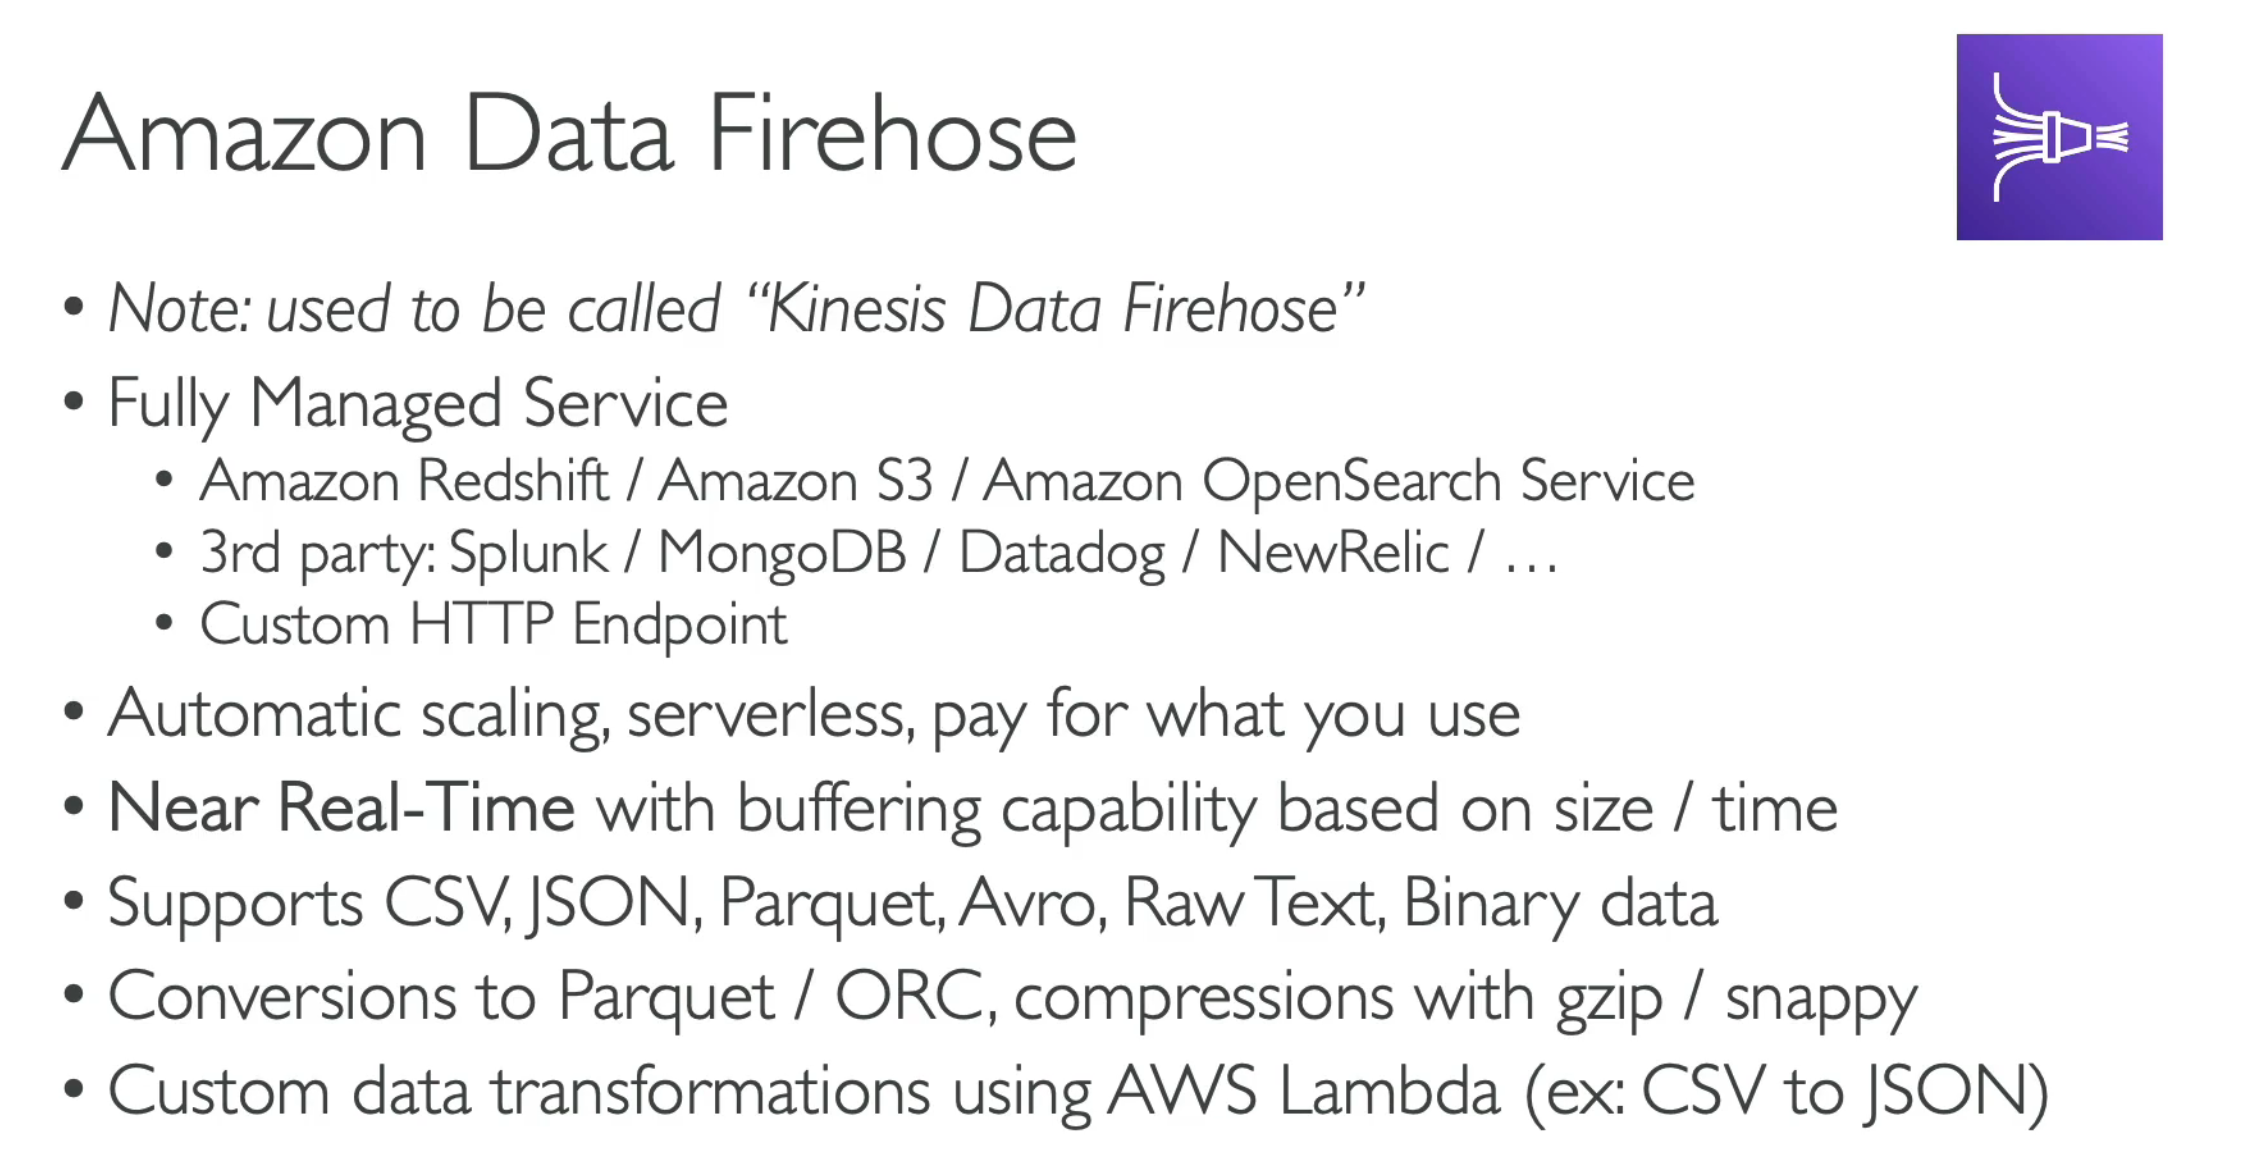 Amazon Data Firehose
• Note: used to be called “Kinesis Data Firehose”
• Fully Managed Service
• Amazon Redshift / Amazon S3 / Amazon OpenSearch Service
• 3rd party: Splunk / MongoDB / Datadog / NewRelic / …
• Custom HTTP Endpoint
• Automatic scaling, serverless, pay for what you use
• Near Real-Time with buffering capability based on size / time
• Supports CSV, JSON, Parquet, Avro, Raw Text, Binary data
• Conversions to Parquet / ORC, compressions with gzip / snappy
• Custom data transformations using AWS Lambda (ex: CSV to JSON)